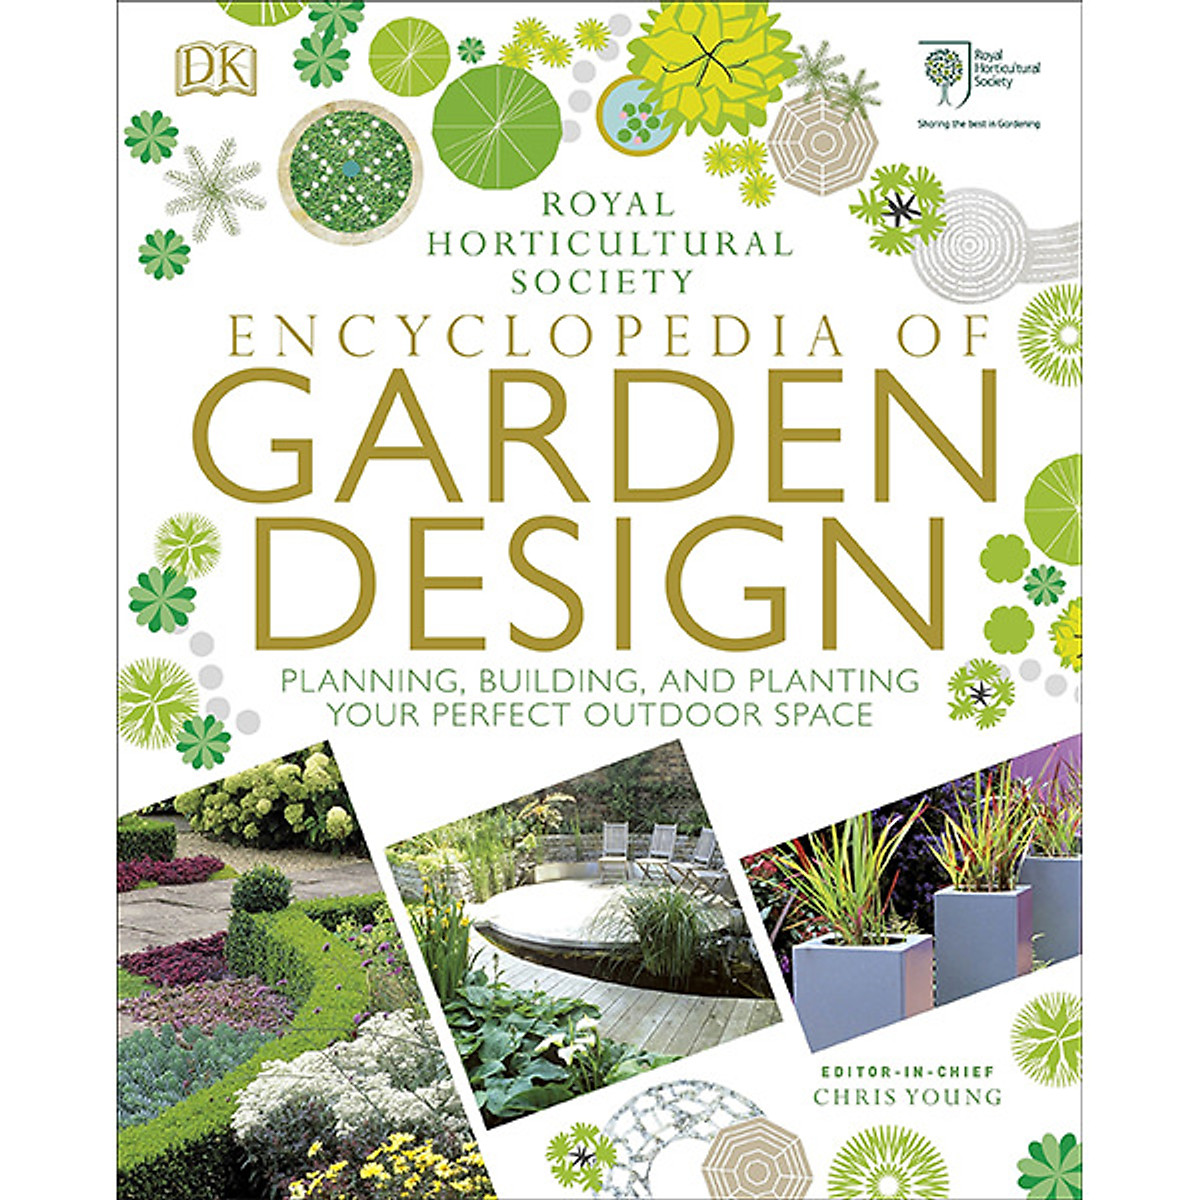 DK
Royal
Horticultural
Society
Sharing the best in Gardening
ROYAL
HORTICULTURAL
SOCIETY
ENCYCLOPEDIA OF
GARDEN
DESIGN
PLANNING, BUILDING, AND PLANTING
YOUR PERFECT OUTDOOR SPACE
EDITOR-IN-CHIEF
CHRIS YOUNG